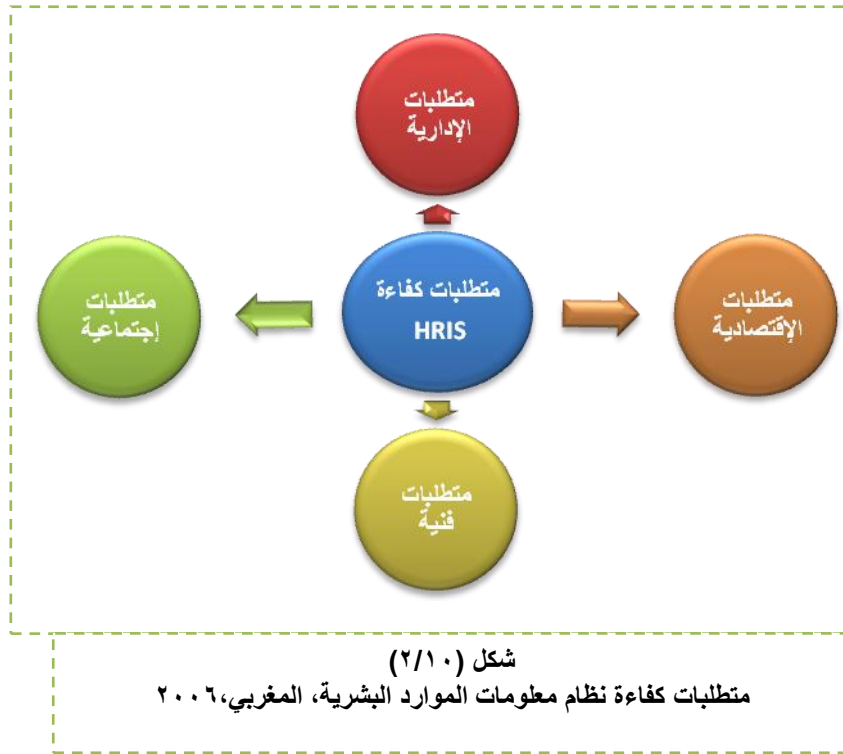 متطلبات
الإدارية
متطلبات كفاءة
HRIS
متطلبات
الإقتصادية
متطلبات
إجتماعية
متطلبات
فنية
شكل (٢/١٠)
متطلبات كفاءة نظام معلومات الموارد البشرية، المغربي،٢٠٠٦